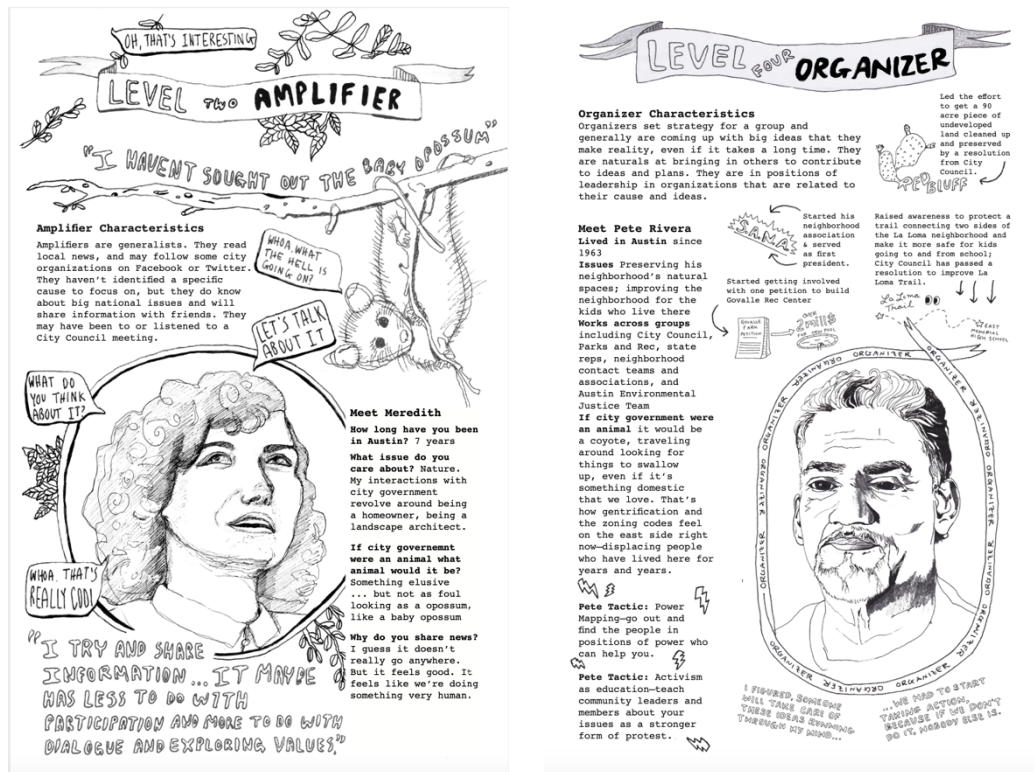 OH, THAT'S INTERESTING
LEVEL TWO AMPLIFIER
"I HAVENT SOUGHT OUT THE BABY OPOSSUM"
Amplifier Characteristics
Amplifiers are generalists. They read
local news, and may follow some city
organizations on Facebook or Twitter.
They haven't identified a specific
cause to focus on, but they do know
about big national issues and will
share information with friends. They
may have been to or listened to a
City Council meeting.
WHOA. WHAT
THE HELL IS
GOING ON?
LET'S TALK
ABOUT IT
WHAT DO
YOU THINK
ABOUT IT?
WHOA. THAT'S
REALLY COOL!
Meet Meredith
How long have you been
in Austin? 7 years
What issue do you
care about? Nature.
My interactions with
city government
revolve around being
a homeowner, being a
landscape architect.
If city governemnt
were an animal what
animal would it be?
Something elusive
... but not as foul
looking as a opossum,
like a baby opossum
Why do you share news?
I guess it doesn't
really go anywhere.
But it feels good. It
feels like we're doing
something very human.
"I TRY AND SHARE
INFORMATION... IT MAYBE
HAS LESS TO DO WITH
PARTICIPATION AND MORE TO DO WITH
DIALOGUE AND EXPLORING VALUES."
LEVEL FOUR ORGANIZER
Organizer Characteristics
Organizers set strategy for a group and
generally are coming up with big ideas that they
make reality, even if it takes a long time. They
are naturals at bringing in others to contribute
to ideas and plans. They are in positions of
leadership in organizations that are related to
their cause and ideas.
Led the effort
to get a 90
acre piece of
undeveloped
land cleaned up
and preserved
by a resolution
from City
Council.
RED BLUFF
Meet Pete Rivera
Lived in Austin since
1963
Issues Preserving his
neighborhood's natural
spaces; improving the
neighborhood for the
kids who live there
Works across groups
including City Council,
Parks and Rec, state
reps, neighborhood
contact teams and
associations, and
Austin Environmental
Justice Team
If city government were
an animal it would be
a coyote, traveling
around looking for
things to swallow
up, even if it's
something domestic
that we love. That's
how gentrification and
the zoning codes feel
on the east side right
now—displacing people
who have lived here for
years and years.
Pete Tactic: Power
Mapping—go out and
find the people in
positions of power who
can help you.
Pete Tactic: Activism
as education—teach
community leaders and
members about your
issues as a stronger
form of protest.
Started his
neighborhood
association
& served
as first
president.
Raised awareness to protect a
trail connecting two sides of
the La Loma neighborhood and
make it more safe for kids
going to and from school;
City Council has passed a
resolution to improve La
Loma Trail.
Started getting involved
with one petition to build
Govalle Rec Center
GOVALLE
PARK
PETITION
OVER
2 mil $
La Loma
Trail
EAST
MEMORIAL
HIGH SCHOOL
ORGANIZER ORGANIZER ORGANIZER ORGANIZER ORGANIZER ORGANIZER ORGANIZER ORGANIZER ORGANIZER
I FIGURED, SOMEONE
WILL TAKE CARE OF
THESE IDEAS RUNNING
THROUGH MY MIND...
...WE HAD TO START
TAKING ACTION,
BECAUSE IF WE DON'T
DO IT, NOBODY ELSE IS.